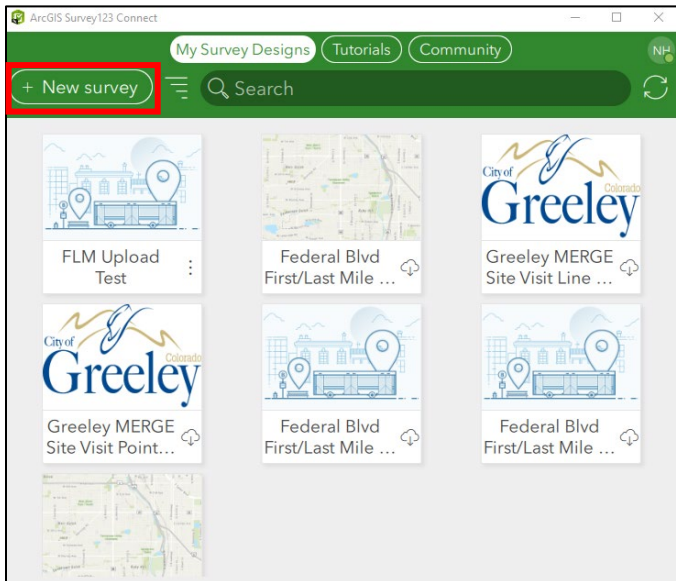 ArcGIS Survey123 Connect
My Survey Designs
Tutorials
Community
NH
+ New survey
Search
FLM Upload
Test
Federal Blvd
First/Last Mile ...
City of
Greeley
Colorado
Greeley MERGE
Site Visit Line ...
City of
Greeley
Colorado
Greeley MERGE
Site Visit Point...
Federal Blvd
First/Last Mile ...
Federal Blvd
First/Last Mile ...